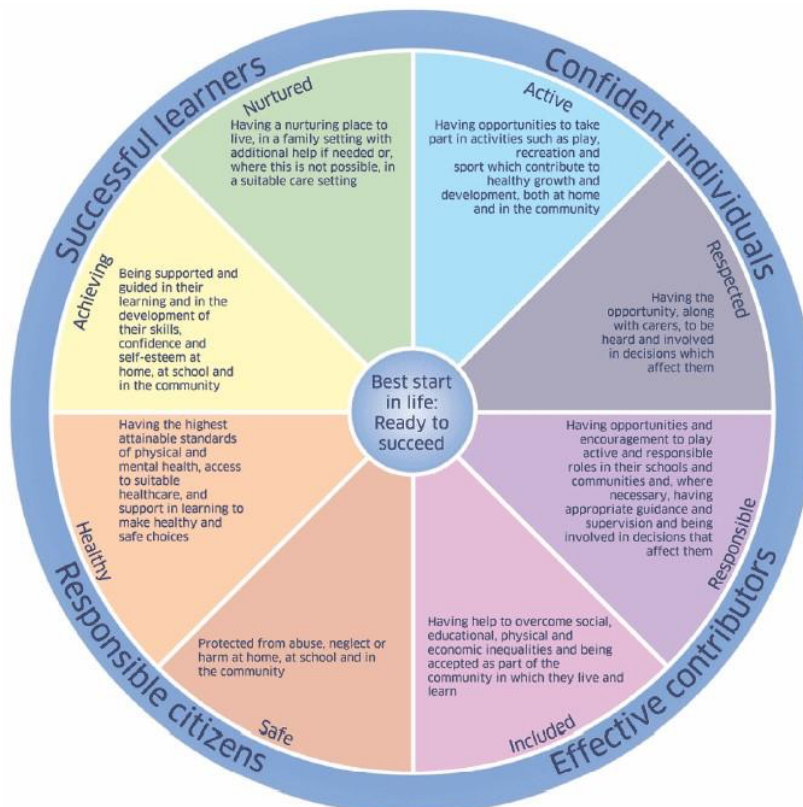 Successful learners
Confident individuals
Nurtured
Having a nurturing place to
live, in a family setting with
additional help if needed or,
where this is not possible, in
a suitable care setting
Active
Having opportunities to take
part in activities such as play,
recreation and
sport which contribute to
healthy growth and
development, both at home
and in the community
Achieving
Being supported and
guided in their
learning and in the
development of
their skills,
confidence and
self-esteem at
home, at school and
in the community
Respected
Having the
opportunity, along
with carers, to be
heard and involved
in decisions which
affect them
Best start
in life:
Ready to
succeed
Healthy
Having the highest
attainable standards
of physical and
mental health, access
to suitable
healthcare, and
support in learning to
make healthy and
safe choices
Responsible
Having opportunities and
encouragement to play
active and responsible
roles in their schools and
communities and, where
necessary, having
appropriate guidance and
supervision and being
involved in decisions that
affect them
Protected from abuse, neglect or
harm at home, at school and in
the community
Safe
Having help to overcome social,
educational, physical and
economic inequalities and being
accepted as part of the
community in which they live and
learn
Included
Responsible citizens
Effective contributors